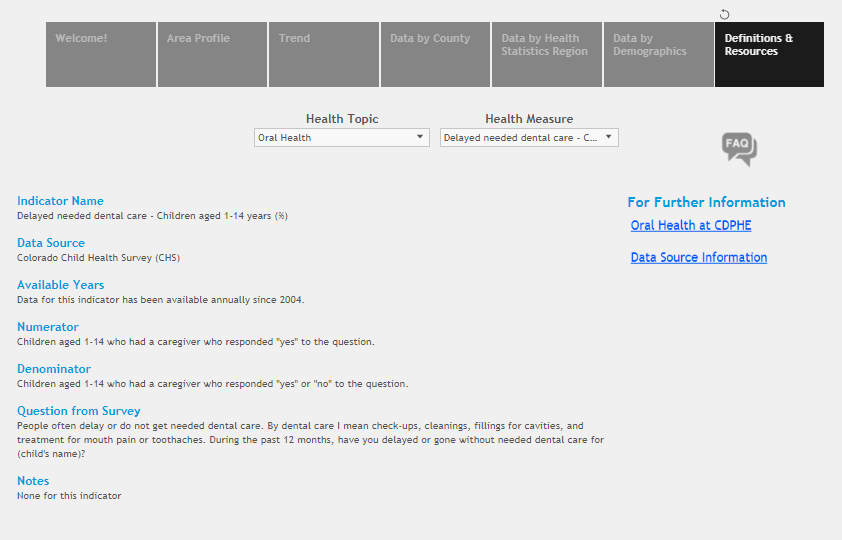 Welcome!
Area Profile
Trend
Data by County
Data by Health
Statistics Region
Data by
Demographics
Definitions &
Resources
Health Topic
Health Measure
Oral Health
Delayed needed dental care - C...
FAQ
Indicator Name
Delayed needed dental care - Children aged 1-14 years (%)
Data Source
Colorado Child Health Survey (CHS)
Available Years
Data for this indicator has been available annually since 2004.
Numerator
Children aged 1-14 who had a caregiver who responded "yes" to the question.
Denominator
Children aged 1-14 who had a caregiver who responded "yes" or "no" to the question.
Question from Survey
People often delay or do not get needed dental care. By dental care I mean check-ups, cleanings, fillings for cavities, and
treatment for mouth pain or toothaches. During the past 12 months, have you delayed or gone without needed dental care for
(child's name)?
Notes
None for this indicator
For Further Information
Oral Health at CDPHE
Data Source Information